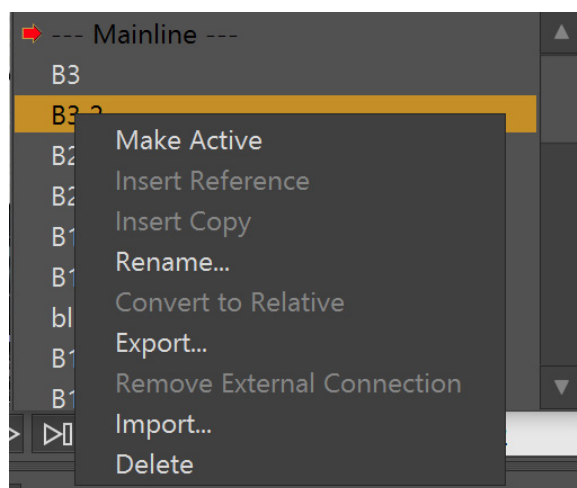 --- Mainline ---
B3
B3-2
Make Active
Insert Reference
Insert Copy
Rename...
Convert to Relative
Export...
Remove External Connection
Import...
Delete